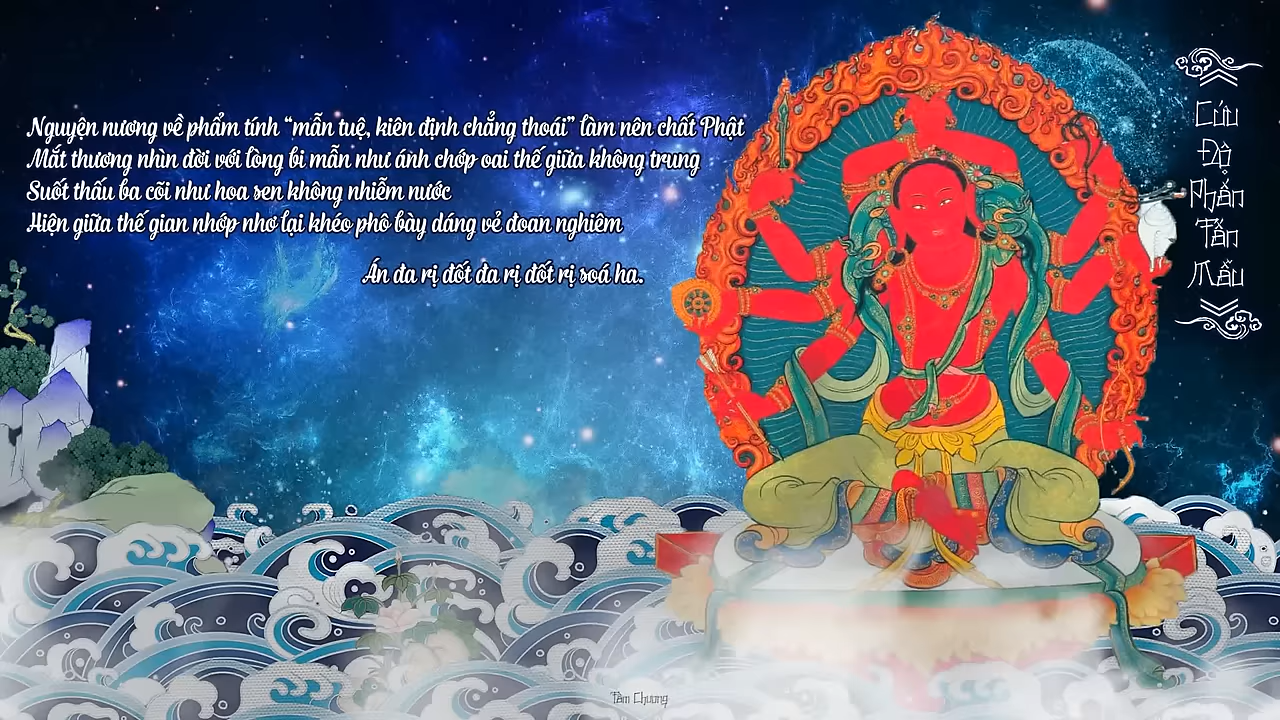 Nguyện nương về phẩm tính “mẫn tuệ, kiên định chẳng thoái” làm nên chất Phật
Mắt thương nhìn đời với lòng bi mẫn như ánh chớp oai thế giữa không trung
Suốt thấu ba cõi như hoa sen không nhiễm nước
Hiện giữa thế gian nhớp nhơ lại khéo phô bày dáng vẻ đoan nghiêm
Án đa rị đốt đa rị đốt rị soá ha.
Cứu
Độ
Phấn
Tấn
Mẫu
Tầm Chương